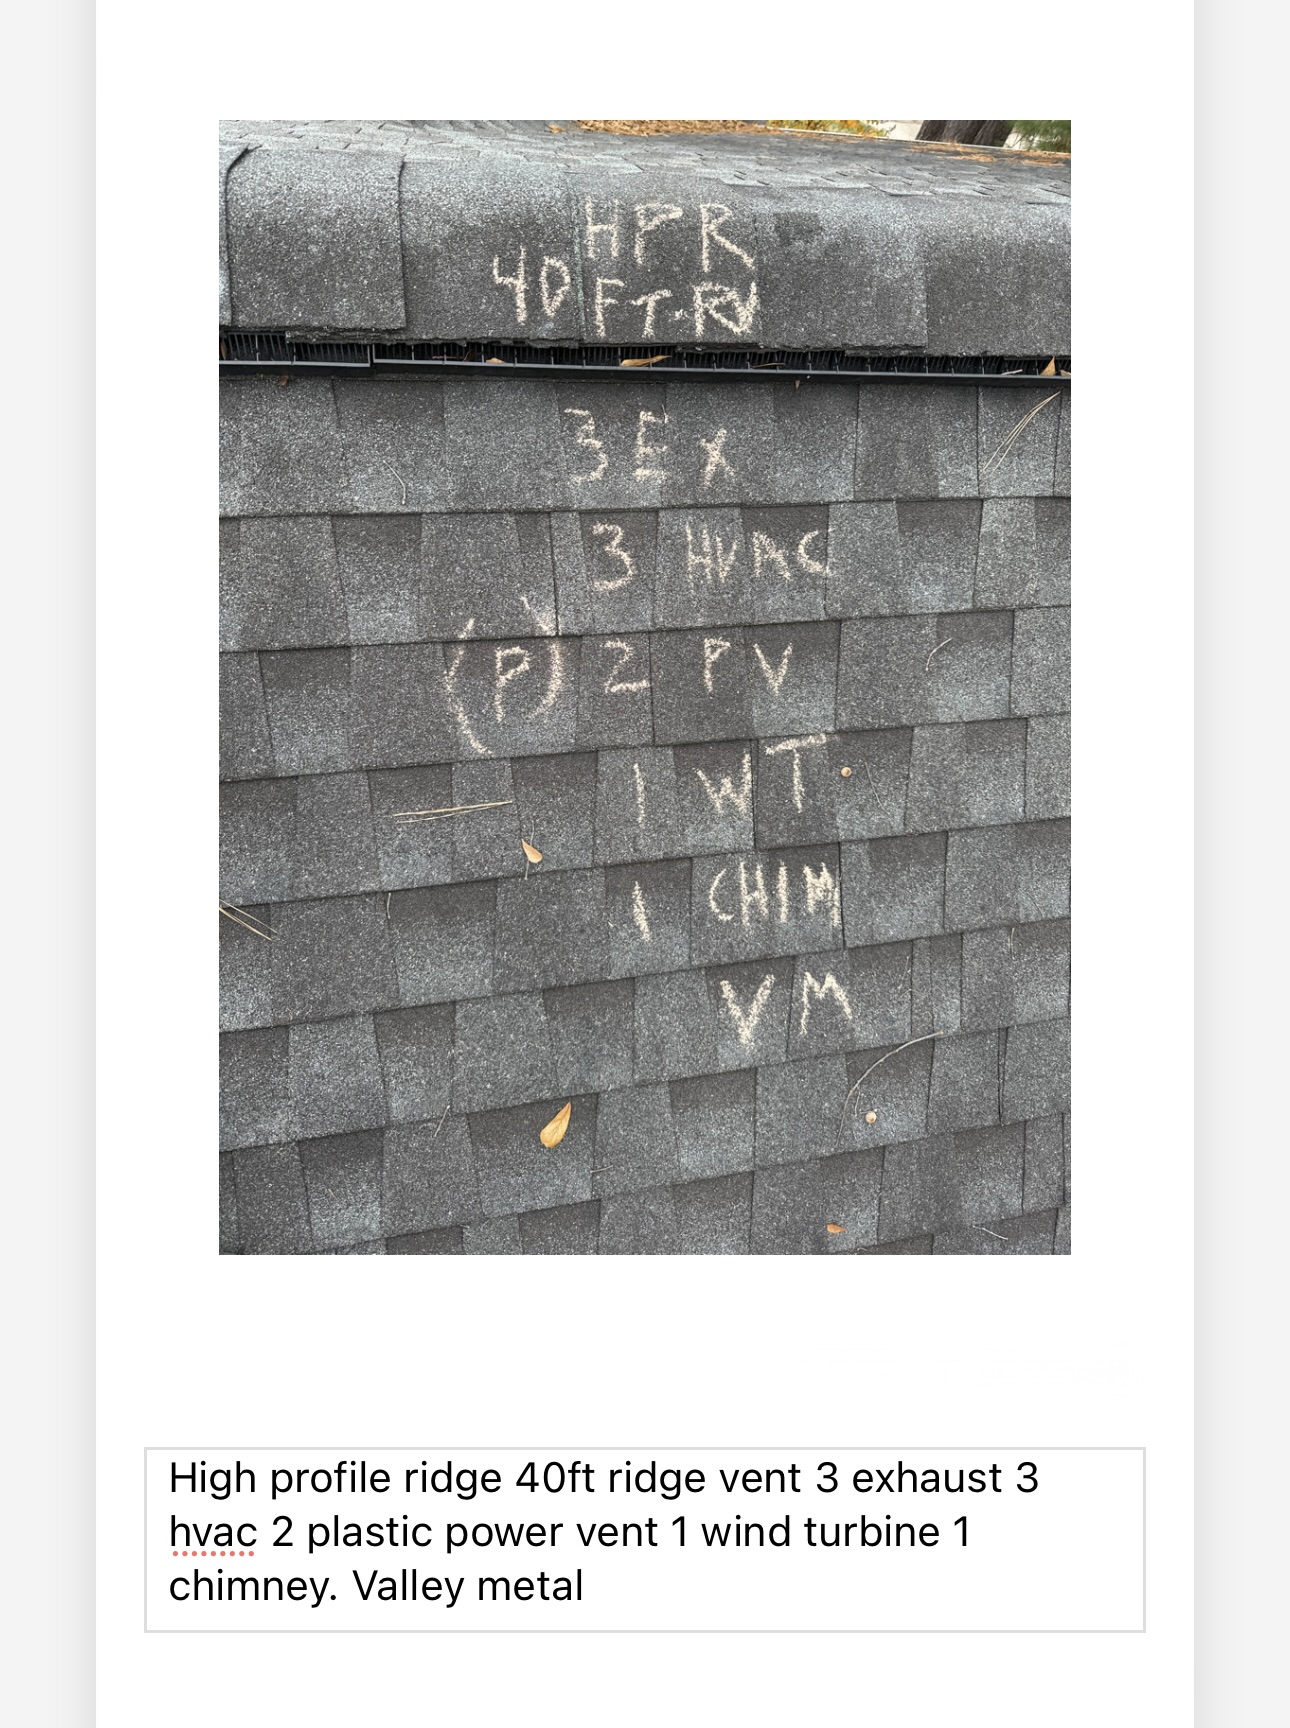 HPR
40 FT. RV
3 Ex
3 HVAC
(P) 2 PV
1 WT
1 CHIM
VM
High profile ridge 40ft ridge vent 3 exhaust 3
hvac 2 plastic power vent 1 wind turbine 1
chimney. Valley metal